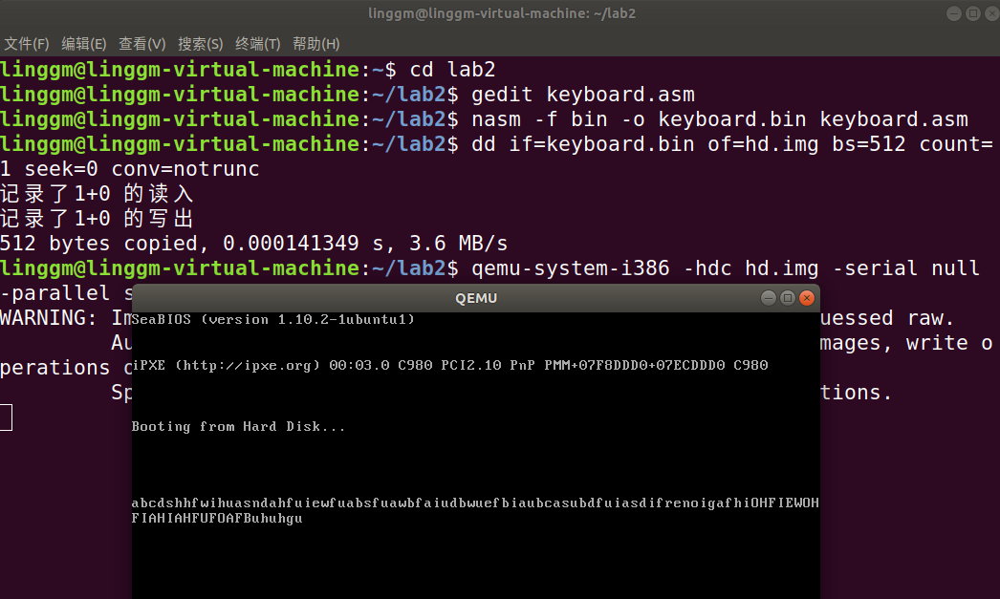 linggm@linggm-virtual-machine: ~/lab2
文件(F) 编辑(E) 查看(V) 搜索(S) 终端(T) 帮助(H)
linggm@linggm-virtual-machine:~$ cd lab2
linggm@linggm-virtual-machine:~/lab2$ gedit keyboard.asm
linggm@linggm-virtual-machine:~/lab2$ nasm -f bin -o keyboard.bin keyboard.asm
linggm@linggm-virtual-machine:~/lab2$ dd if=keyboard.bin of=hd.img bs=512 count=
1 seek=0 conv=notrunc
记录了1+0 的读入
记录了1+0 的写出
512 bytes copied, 0.000141349 s, 3.6 MB/s
linggm@linggm-virtual-machine:~/lab2$ qemu-system-i386 -hdc hd.img -serial null
-parallel s
WARNING: Im uessed raw.
Au mages, write o
perations o
Sp tions.
QEMU
SeaBIOS (version 1.10.2-1ubuntu1)
iPXE (http://ipxe.org) 00:03.0 C980 PCI2.10 PnP PMM+07F8DDD0+07ECDDD0 C980
Booting from Hard Disk...
abcdshhfwihuasndahfuiewfuabsfuawbfaiudbwuefbiaubcasubdfuiasdifrenoigafhiOHFIEWOH
FIAHIAHFUFOAFBuhuhgu